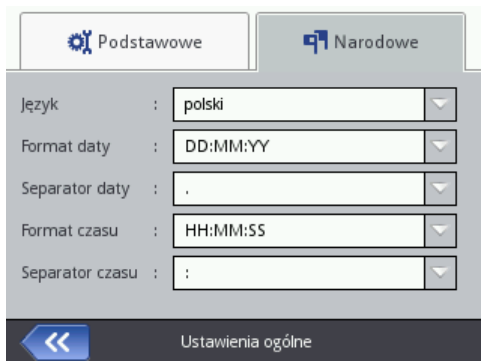 Podstawowe Narodowe
Język : polski
Format daty : DD:MM:YY
Separator daty : .
Format czasu : HH:MM:SS
Separator czasu : :
Ustawienia ogólne